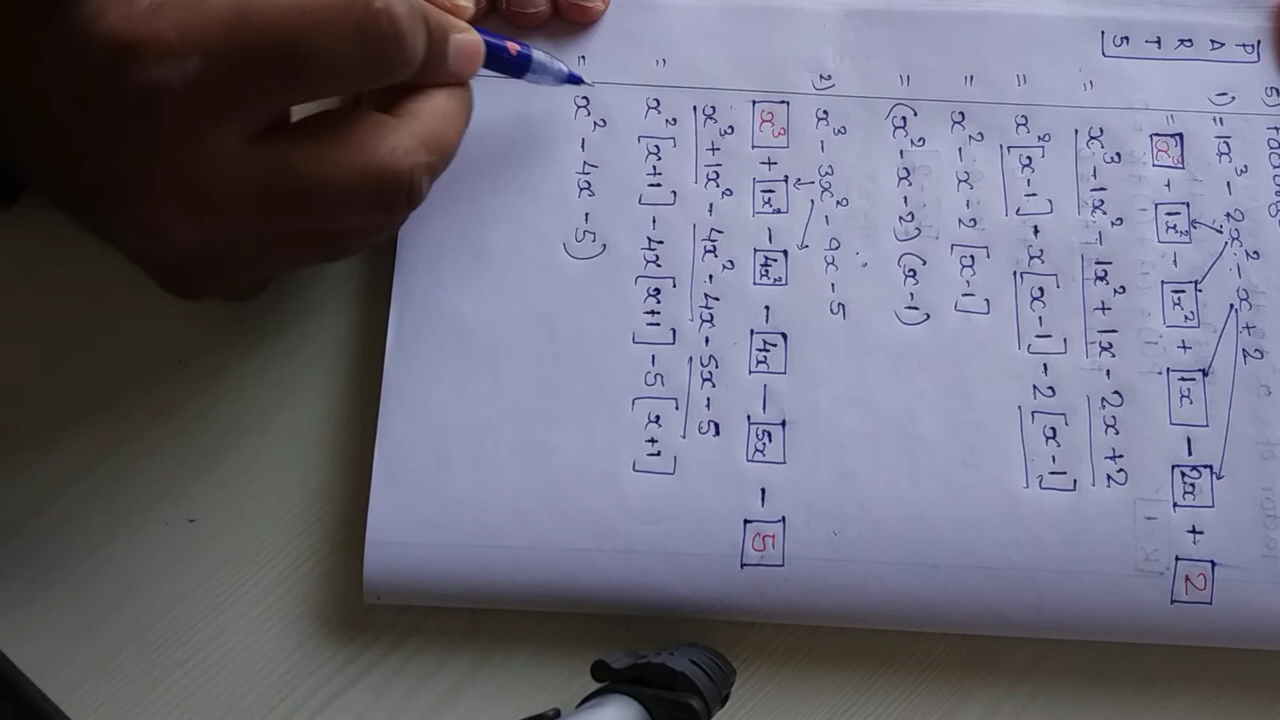 PART
5
5)
1) = 1x³ - 2x² - x + 2
= x³ - 1x² - 1x² + 1x - 2x + 2
= x³ - 1x² - 1x² + 1x - 2x + 2
= x²[x-1] - x[x-1] - 2[x-1]
= x² - x - 2 [x-1]
= (x² - x - 2) (x-1)
2) x³ - 3x² - 9x - 5
x³ + 1x² - 4x² - 4x - 5x - 5
x³ + 1x² - 4x² - 4x - 5x - 5
= x²[x+1] - 4x[x+1] - 5[x+1]
= x² - 4x - 5)